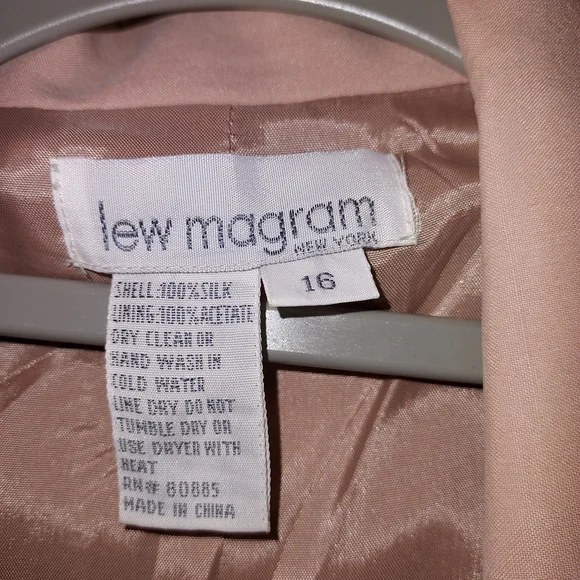 lew magram
NEW YORK
16
SHELL:100%SILK
LINING:100%ACETATE
DRY CLEAN OR
HAND WASH IN
COLD WATER
LINE DRY DO NOT
TUMBLE DRY OR
USE DRYER WITH
HEAT
RN# 80885
MADE IN CHINA